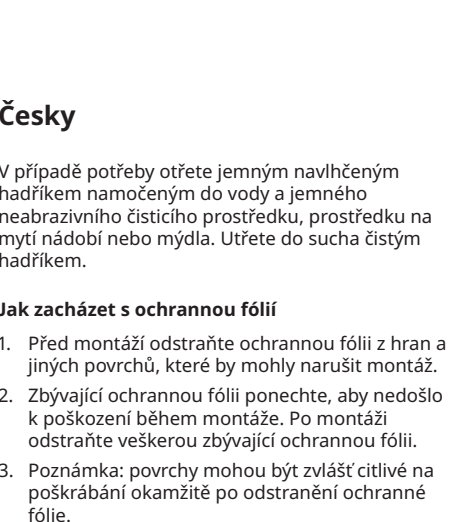 Česky
V případě potřeby otřete jemným navlhčeným
hadříkem namočeným do vody a jemného
neabrazivního čisticího prostředku, prostředku na
mytí nádobí nebo mýdla. Utřete do sucha čistým
hadříkem.
Jak zacházet s ochrannou fólií
1. Před montáží odstraňte ochrannou fólii z hran a
jiných povrchů, které by mohly narušit montáž.
2. Zbývající ochrannou fólii ponechte, aby nedošlo
k poškození během montáže. Po montáži
odstraňte veškerou zbývající ochrannou fólii.
3. Poznámka: povrchy mohou být zvlášť citlivé na
poškrábání okamžitě po odstranění ochranné
fólie.